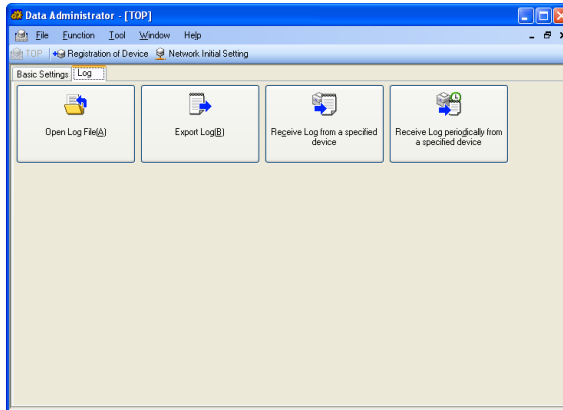 Data Administrator - [TOP]
File Function Tool Window Help
TOP Registration of Device Network Initial Setting
Basic Settings Log
Open Log File(A)
Export Log(B)
Receive Log from a specified
device
Receive Log periodically from
a specified device